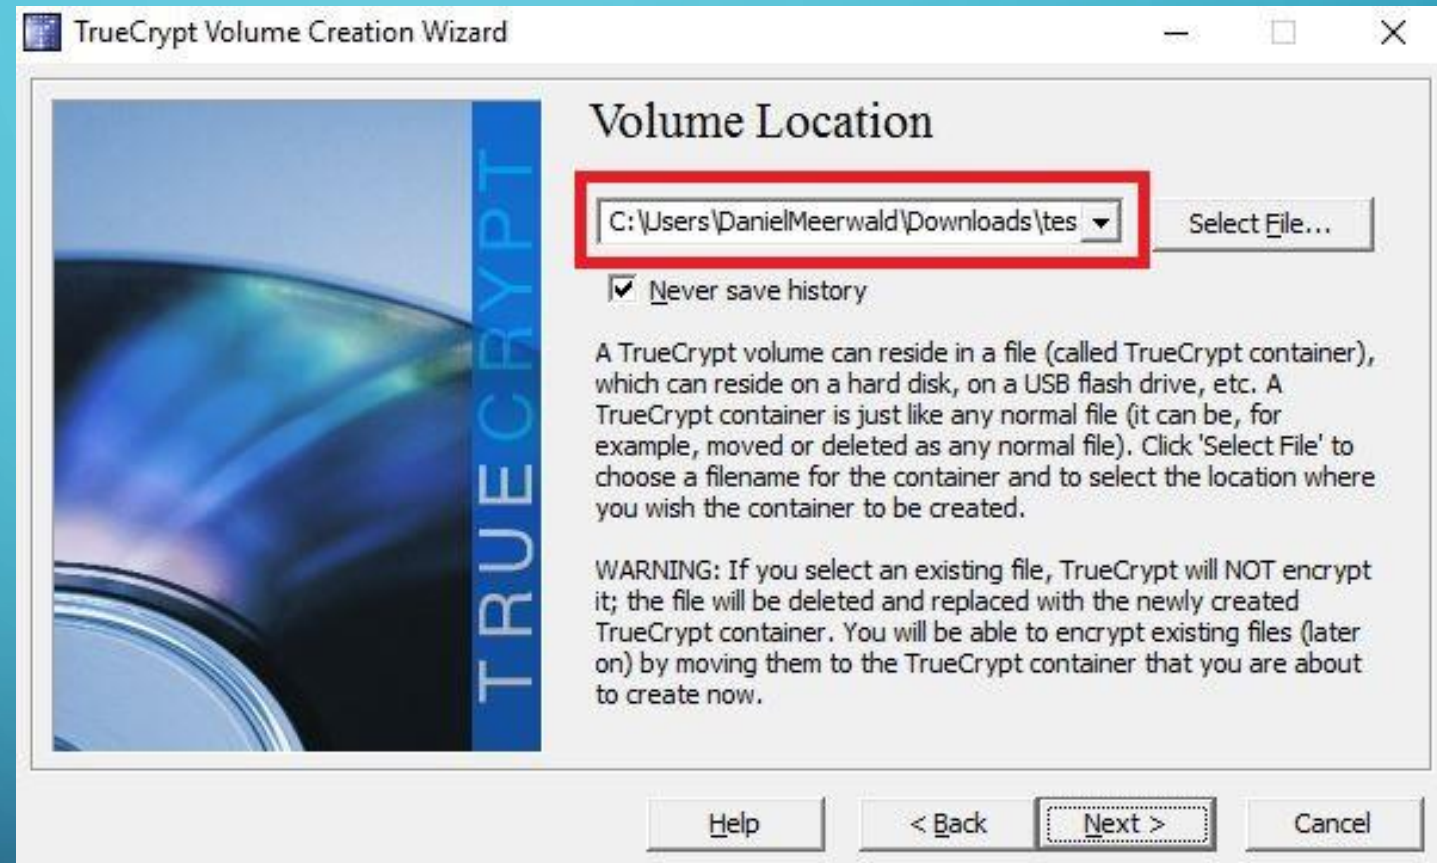 TrueCrypt Volume Creation Wizard
TRUECRYPT
Volume Location
C:\Users\DanielMeerwald\Downloads\tes
Select File...
Never save history
A TrueCrypt volume can reside in a file (called TrueCrypt container),
which can reside on a hard disk, on a USB flash drive, etc. A
TrueCrypt container is just like any normal file (it can be, for
example, moved or deleted as any normal file). Click 'Select File' to
choose a filename for the container and to select the location where
you wish the container to be created.
WARNING: If you select an existing file, TrueCrypt will NOT encrypt
it; the file will be deleted and replaced with the newly created
TrueCrypt container. You will be able to encrypt existing files (later
on) by moving them to the TrueCrypt container that you are about
to create now.
Help
< Back
Next >
Cancel